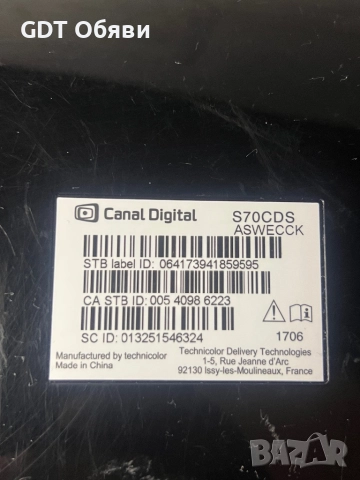 GDT Обяви
Canal Digital
S70CDS
ASWECCK
STB label ID: 064173941859595
CA STB ID: 005 4098 6223
SC ID: 013251546324
1706
Manufactured by technicolor
Made in China
Technicolor Delivery Technologies
1-5, Rue Jeanne d'Arc
92130 Issy-les-Moulineaux, France
BAZAR